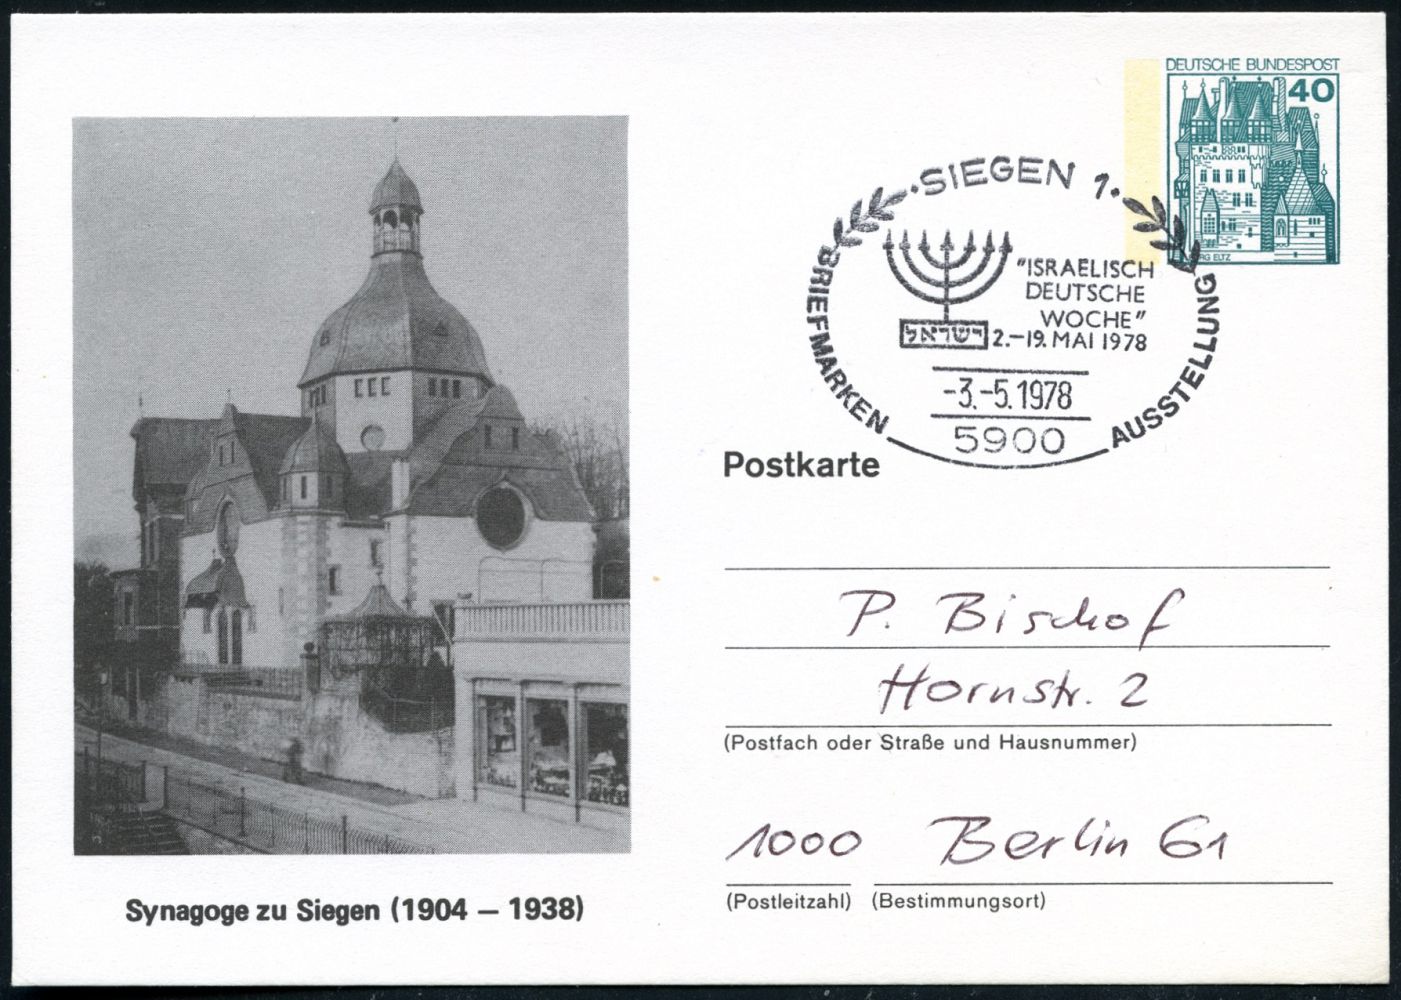 DEUTSCHE BUNDESPOST
40
BURG ELTZ
SIEGEN 1
BRIEFMARKEN AUSSTELLUNG
"ISRAELISCH
DEUTSCHE
WOCHE"
2.–19. MAI 1978
ישראל
-3.-5.1978
5900
Postkarte
P. Bischof
Hornstr. 2
(Postfach oder Straße und Hausnummer)
1000 Berlin 61
(Postleitzahl) (Bestimmungsort)
Synagoge zu Siegen (1904 – 1938)